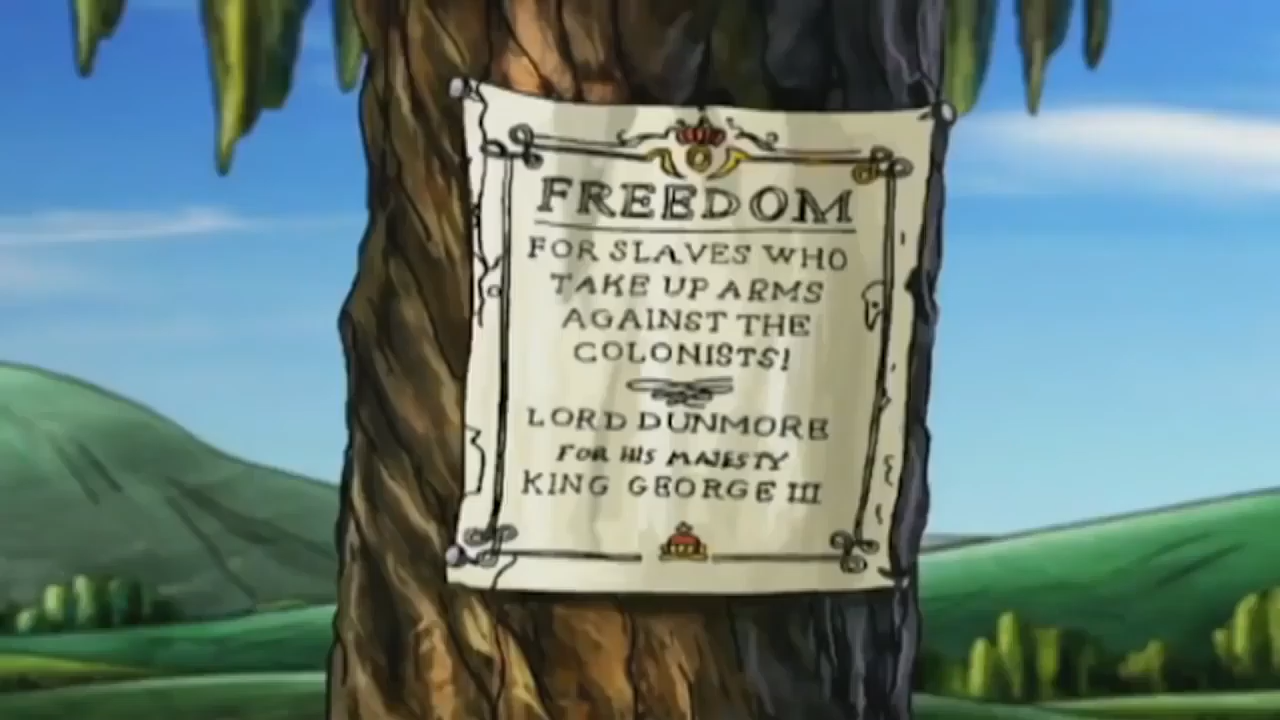 FREEDOM
FOR SLAVES WHO
TAKE UP ARMS
AGAINST THE
COLONISTS!
LORD DUNMORE
FOR HIS MAJESTY
KING GEORGE III